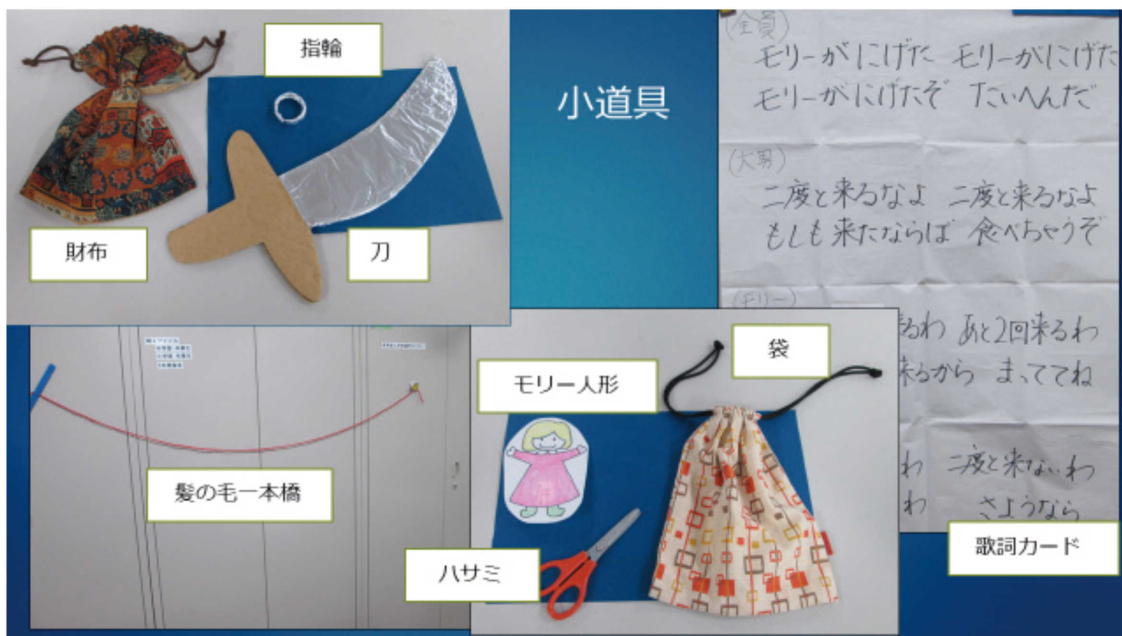 小道具
指輪
財布
刀
髪の毛一本橋
モリー人形
袋
ハサミ
(全員)
モリーがにげた モリーがにげた
モリーがにげたぞ たいへんだ
(大男)
二度と来るなよ 二度と来るなよ
もしも来たならば 食べちゃうぞ
(モリー)
るわ あと2回来るわ
来るから まっててね
わ 二度と来ないわ
わ さようなら
歌詞カード